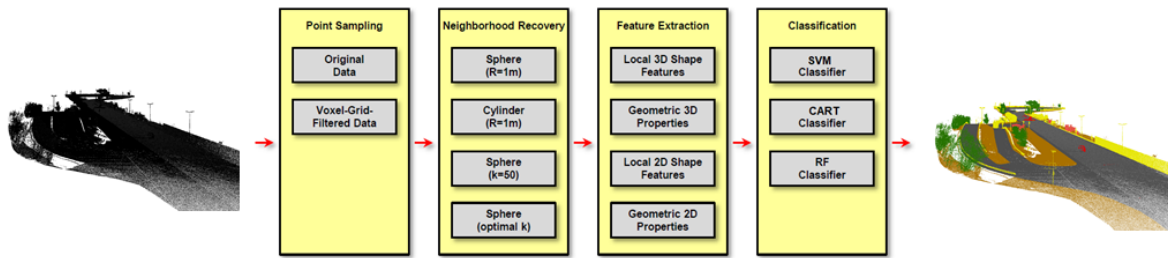 Point Sampling
Original
Data
Voxel-Grid-
Filtered Data
Neighborhood Recovery
Sphere
(R=1m)
Cylinder
(R=1m)
Sphere
(k=50)
Sphere
(optimal k)
Feature Extraction
Local 3D Shape
Features
Geometric 3D
Properties
Local 2D Shape
Features
Geometric 2D
Properties
Classification
SVM
Classifier
CART
Classifier
RF
Classifier